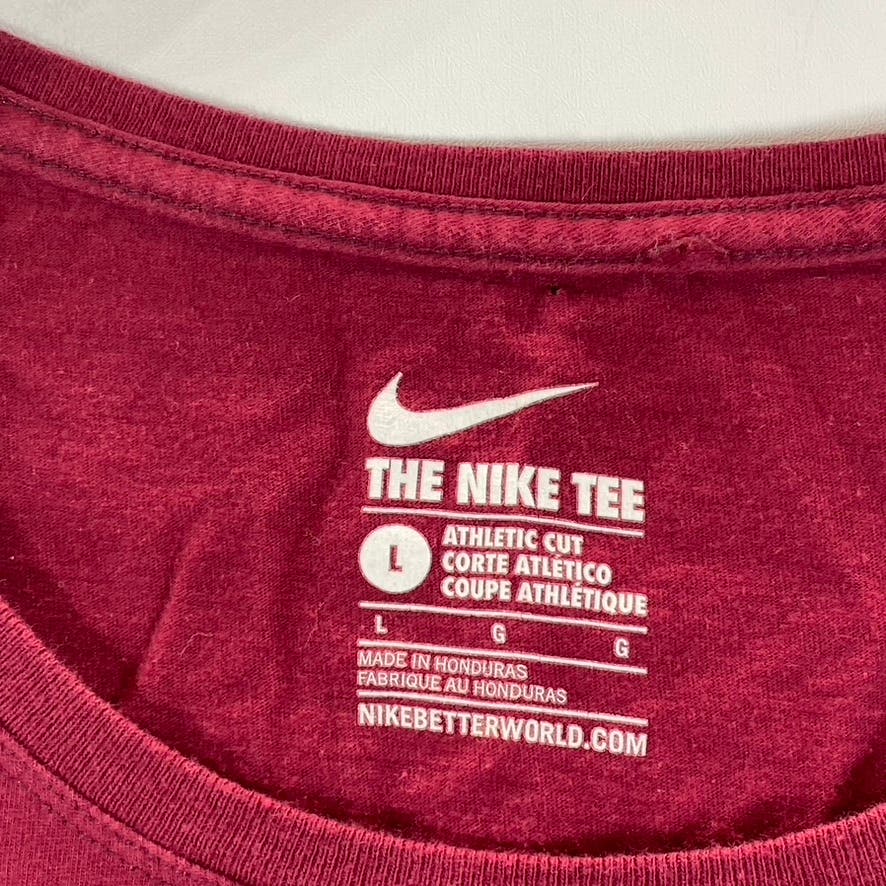 THE NIKE TEE
L
ATHLETIC CUT
CORTE ATLÉTICO
COUPE ATHLÉTIQUE
L G G
MADE IN HONDURAS
FABRIQUE AU HONDURAS
NIKEBETTERWORLD.COM